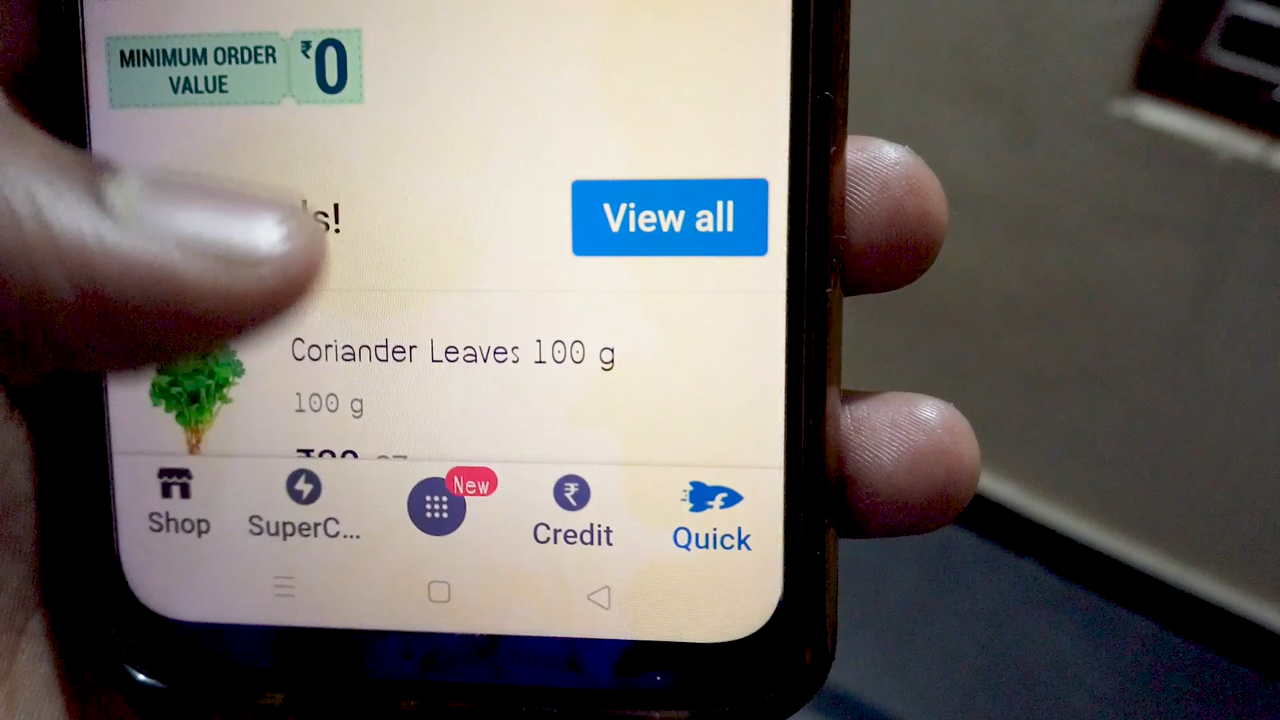 MINIMUM ORDER
VALUE
₹0
View all
Coriander Leaves 100 g
100 g
New
Shop
SuperC...
Credit
Quick